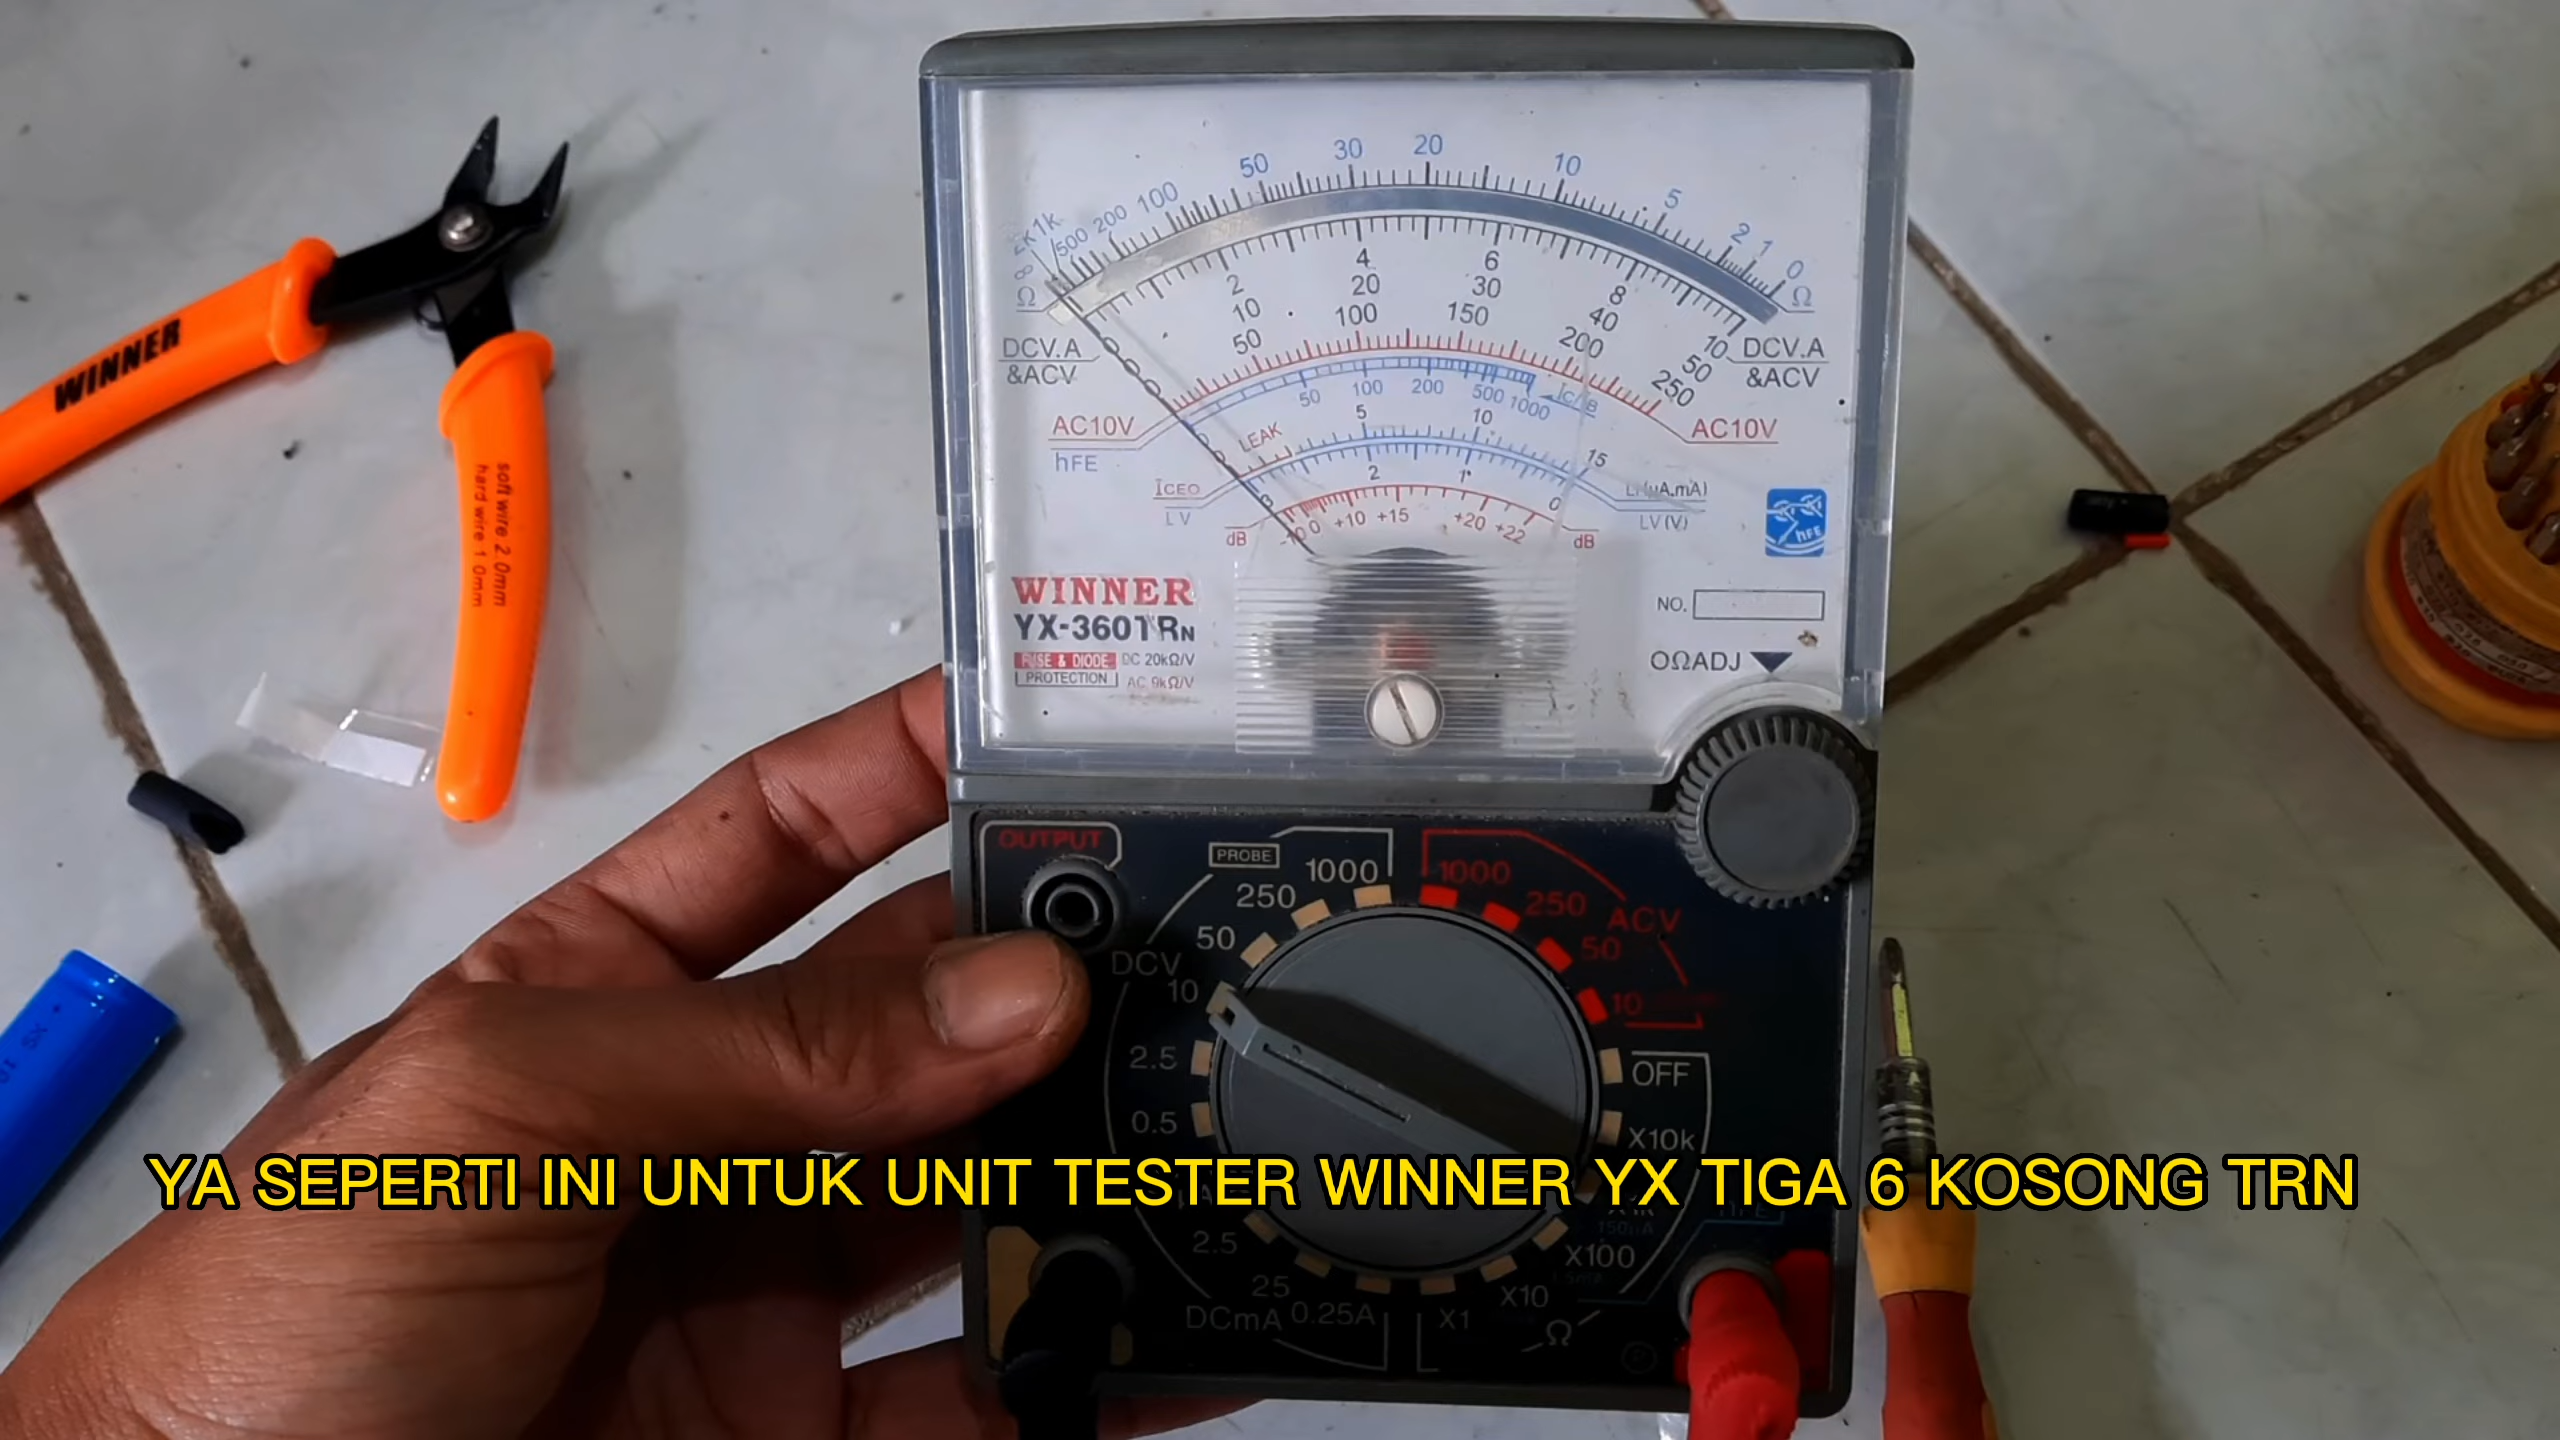 WINNER
soft wire 2.0mm
hard wire 1.0mm
2K 1K 500 200 100 50 30 20 10 5 2 1 0
∞
Ω Ω
2 4 6 8 10
10 20 30 40 50
50 100 150 200 250
DCV.A
&ACV
DCV.A
&ACV
AC10V AC10V
hFE
50 100 200 500 1000
LEAK
5 10 15
ICEO
LV
LI(µA.mA)
LV(V)
3 2 1 0
dB -10 0 +10 +15 +20 +22 dB
hFE
WINNER
YX-360TRN
FUSE & DIODE
PROTECTION
DC 20kΩ/V
AC 9kΩ/V
NO.
0ΩADJ
OUTPUT
PROBE
DCV
1000
250
50
10
2.5
0.5
1000
250
50
10
ACV
OFF
X10k
YA SEPERTI INI UNTUK UNIT TESTER WINNER YX TIGA 6 KOSONG TRN
150µA
X100
X10
X1
Ω
2.5
25
DCmA 0.25A